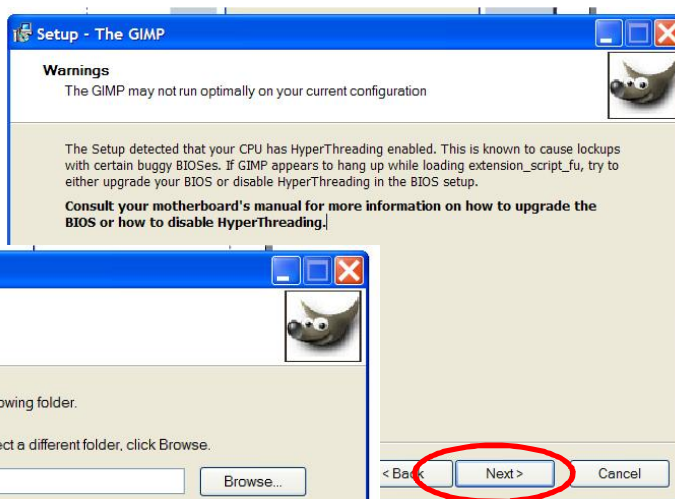 Setup - The GIMP
Warnings
The GIMP may not run optimally on your current configuration
The Setup detected that your CPU has HyperThreading enabled. This is known to cause lockups
with certain buggy BIOSes. If GIMP appears to hang up while loading extension_script_fu, try to
either upgrade your BIOS or disable HyperThreading in the BIOS setup.
Consult your motherboard's manual for more information on how to upgrade the
BIOS or how to disable HyperThreading.
owing folder.
ect a different folder, click Browse.
Browse...
< Back
Next >
Cancel